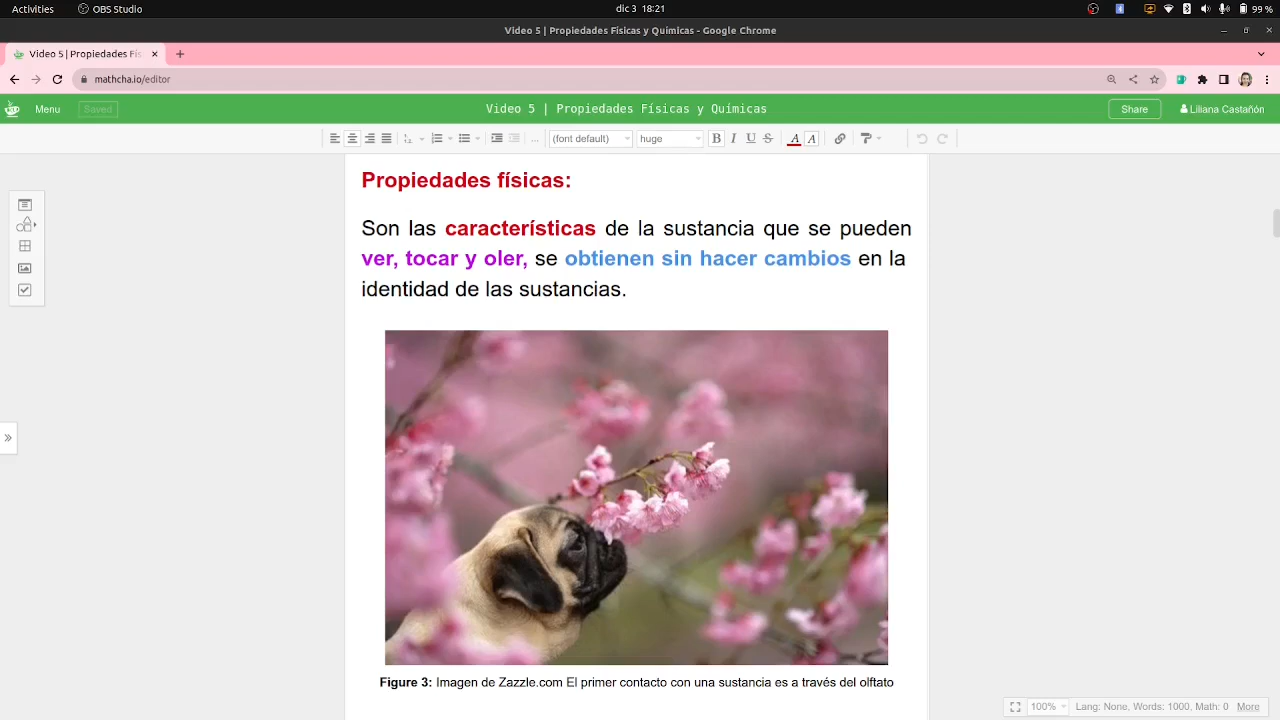 Activities
OBS Studio
dic 3 18:21
99 %
Video 5 | Propiedades Físicas y Químicas - Google Chrome
Video 5 | Propiedades Fís
mathcha.io/editor
Menu
Saved
Video 5 | Propiedades Físicas y Químicas
Share
Liliana Castañón
(font default)
huge
B I U S A A
Propiedades físicas:
Son las características de la sustancia que se pueden
ver, tocar y oler, se obtienen sin hacer cambios en la
identidad de las sustancias.
Figure 3: Imagen de Zazzle.com El primer contacto con una sustancia es a través del olftato
100%
Lang: None, Words: 1000, Math: 0 More